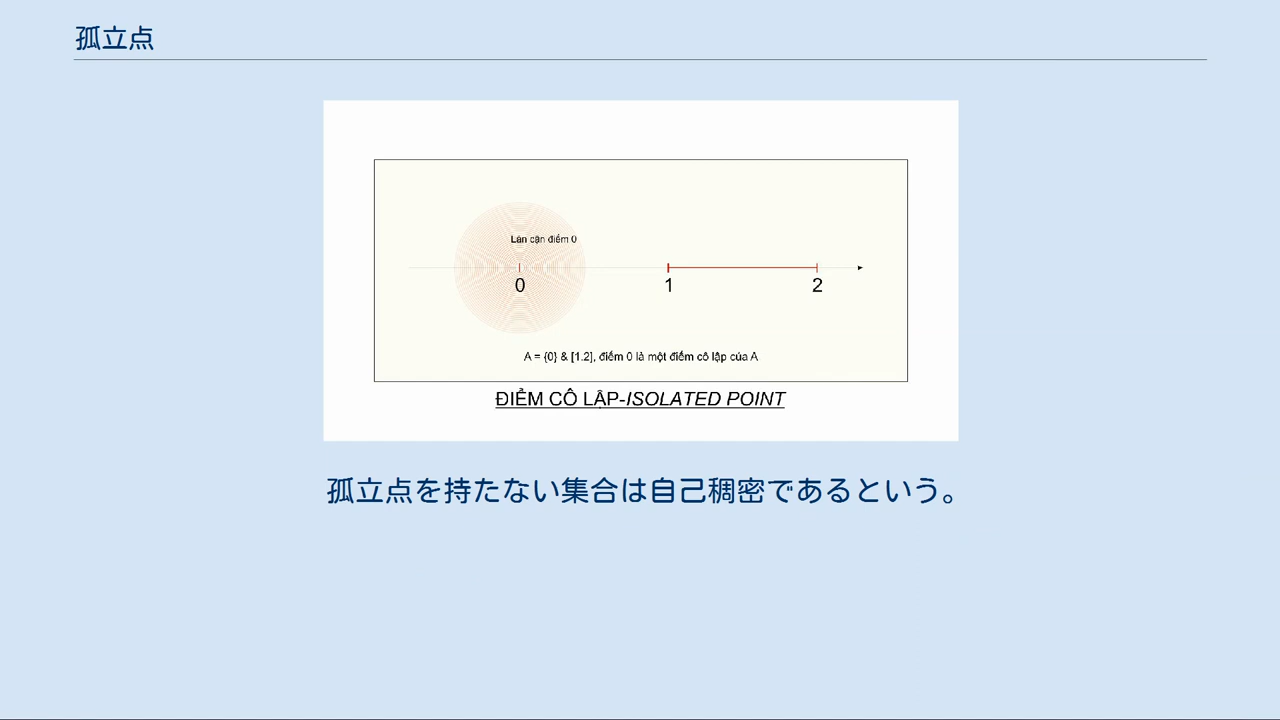 孤立点
Lân cận điểm 0
0 1 2
A = {0} & [1.2], điểm 0 là một điểm cô lập của A
ĐIỂM CÔ LẬP-ISOLATED POINT
孤立点を持たない集合は自己稠密であるという。